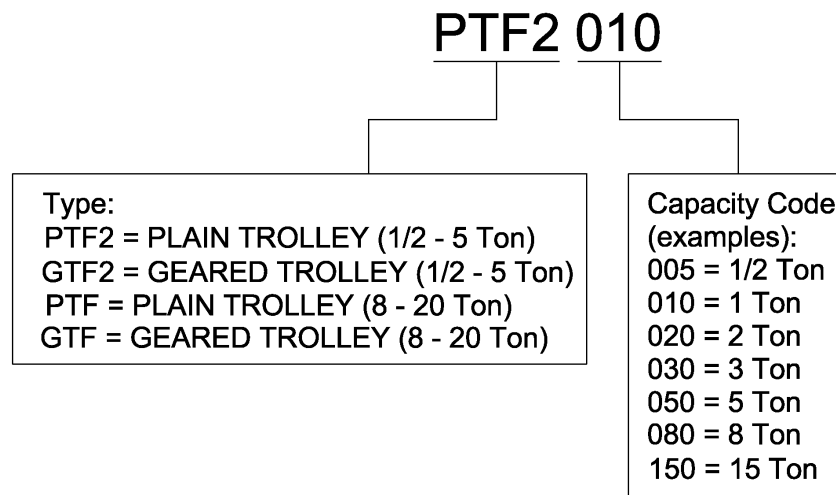 PTF2 010
Type:
PTF2 = PLAIN TROLLEY (1/2 - 5 Ton)
GTF2 = GEARED TROLLEY (1/2 - 5 Ton)
PTF = PLAIN TROLLEY (8 - 20 Ton)
GTF = GEARED TROLLEY (8 - 20 Ton)
Capacity Code
(examples):
005 = 1/2 Ton
010 = 1 Ton
020 = 2 Ton
030 = 3 Ton
050 = 5 Ton
080 = 8 Ton
150 = 15 Ton